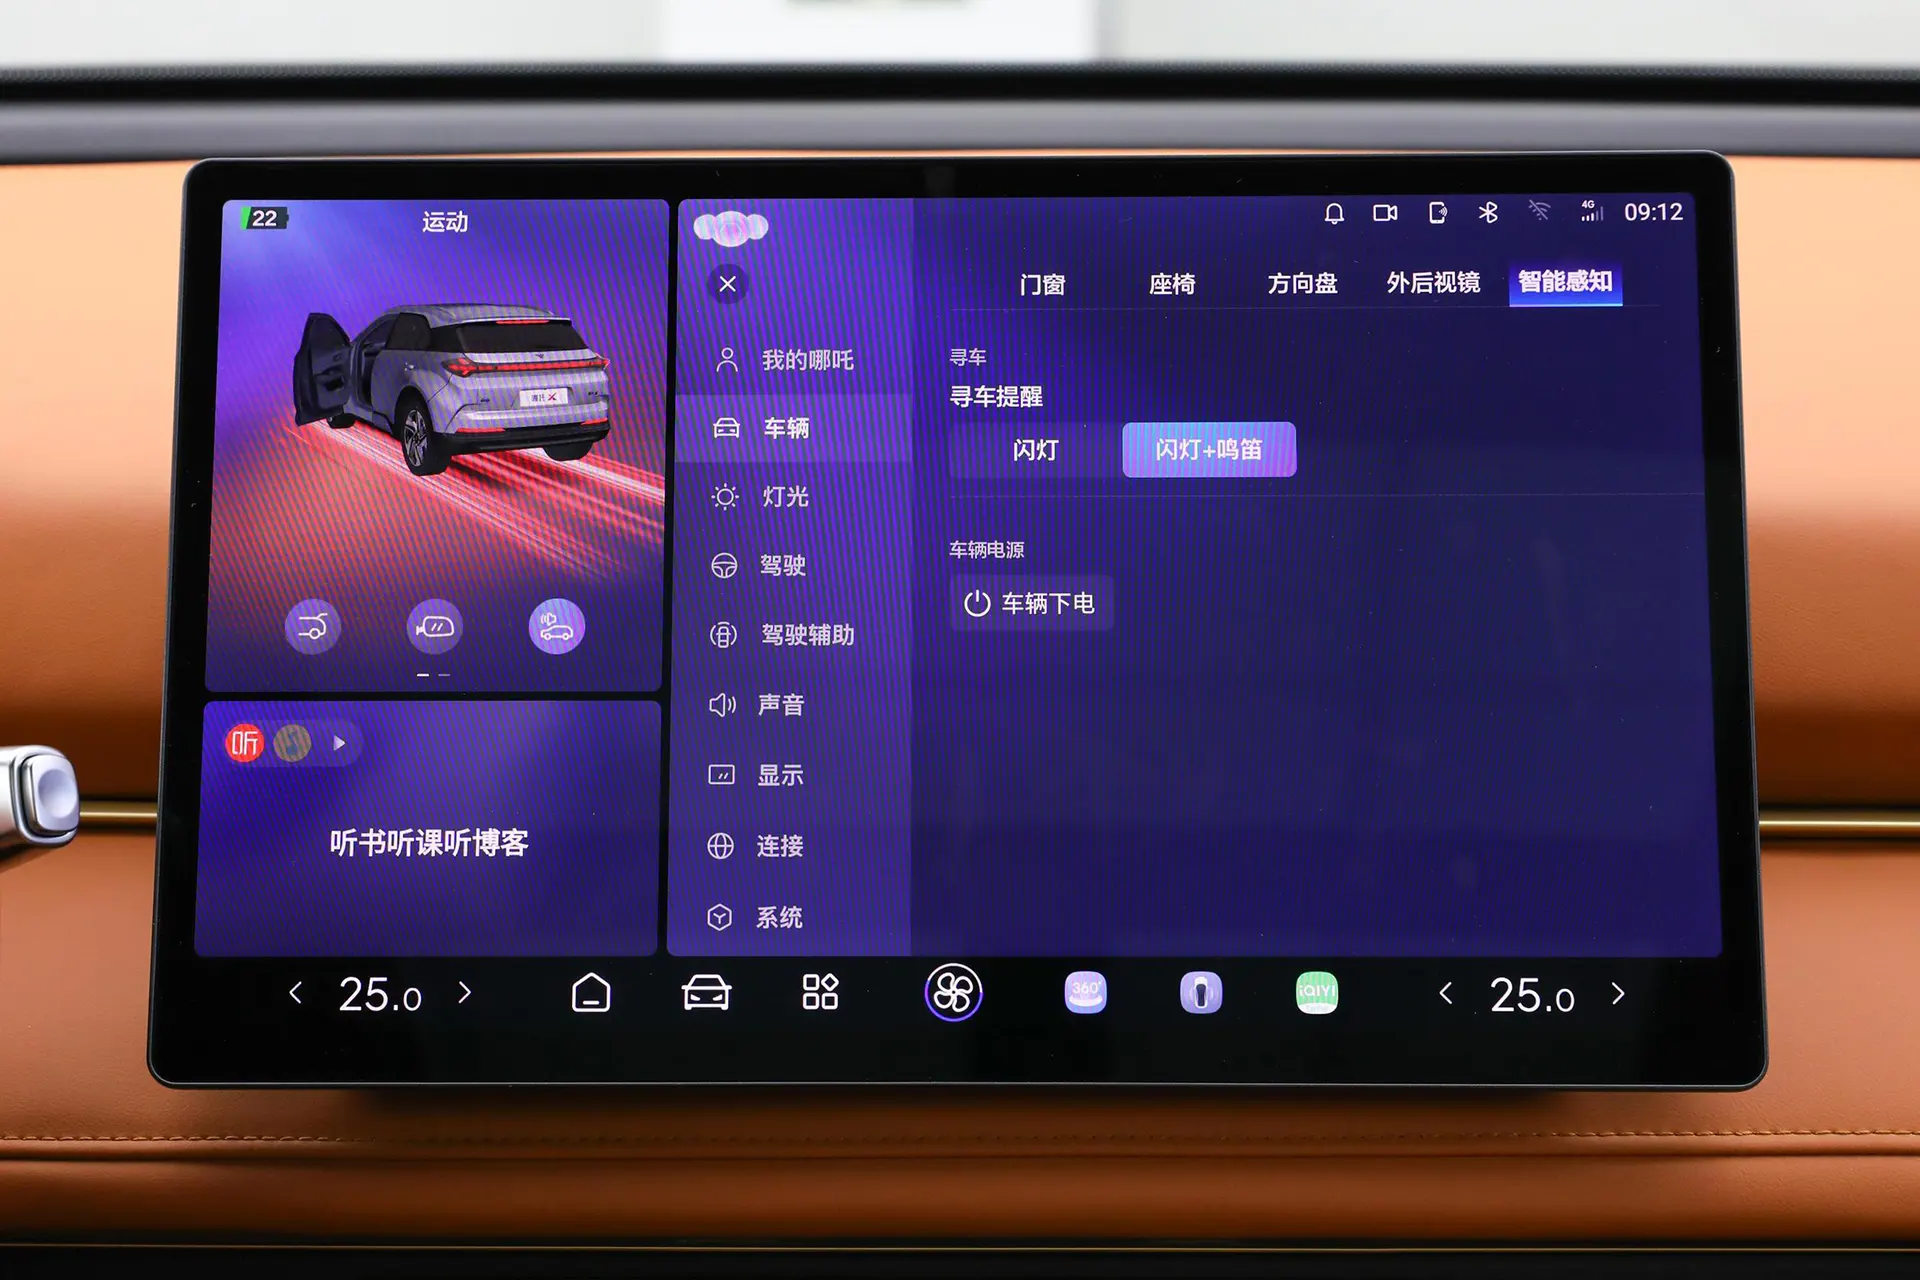 22
运动
听
听书听课听博客
4G
09:12
门窗
座椅
方向盘
外后视镜
智能感知
我的哪吒
车辆
灯光
驾驶
驾驶辅助
声音
显示
连接
系统
寻车
寻车提醒
闪灯
闪灯+鸣笛
车辆电源
车辆下电
25.0
360°
iQIYI
25.0